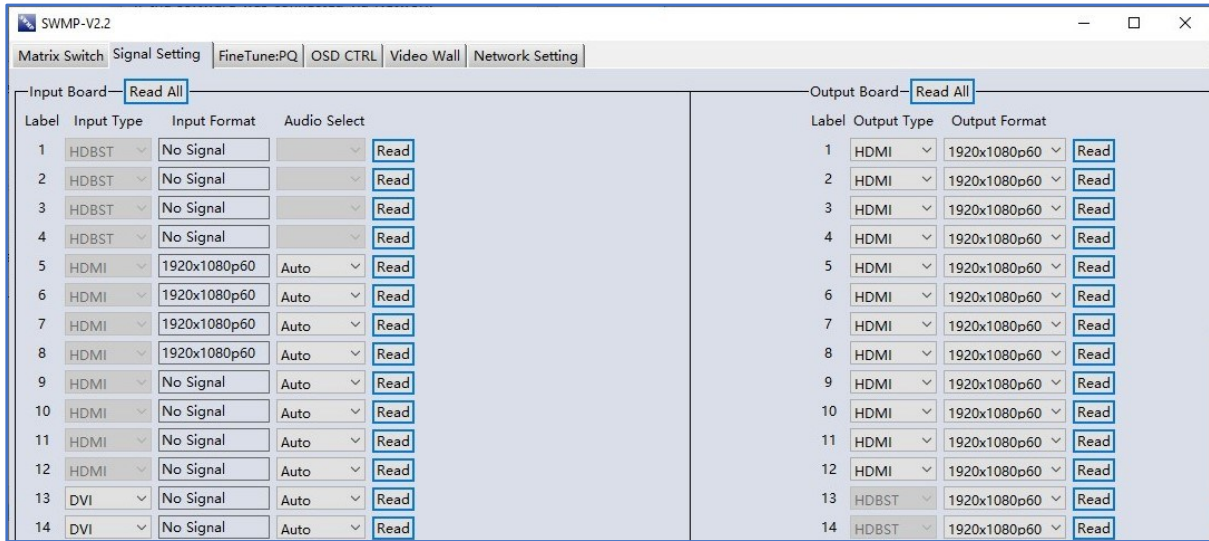 SWMP-V2.2
Matrix Switch Signal Setting FineTune:PQ OSD CTRL Video Wall Network Setting
Input Board Read All Output Board Read All
Label Input Type Input Format Audio Select Label Output Type Output Format
1 HDBST No Signal Read 1 HDMI 1920x1080p60 Read
2 HDBST No Signal Read 2 HDMI 1920x1080p60 Read
3 HDBST No Signal Read 3 HDMI 1920x1080p60 Read
4 HDBST No Signal Read 4 HDMI 1920x1080p60 Read
5 HDMI 1920x1080p60 Auto Read 5 HDMI 1920x1080p60 Read
6 HDMI 1920x1080p60 Auto Read 6 HDMI 1920x1080p60 Read
7 HDMI 1920x1080p60 Auto Read 7 HDMI 1920x1080p60 Read
8 HDMI 1920x1080p60 Auto Read 8 HDMI 1920x1080p60 Read
9 HDMI No Signal Auto Read 9 HDMI 1920x1080p60 Read
10 HDMI No Signal Auto Read 10 HDMI 1920x1080p60 Read
11 HDMI No Signal Auto Read 11 HDMI 1920x1080p60 Read
12 HDMI No Signal Auto Read 12 HDMI 1920x1080p60 Read
13 DVI No Signal Auto Read 13 HDBST 1920x1080p60 Read
14 DVI No Signal Auto Read 14 HDBST 1920x1080p60 Read